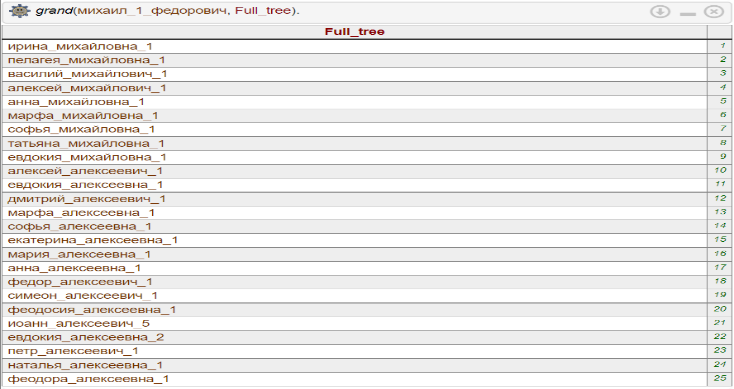 grand(михаил_1_федорович, Full_tree).
Full_tree
ирина_михайловна_1 1
пелагея_михайловна_1 2
василий_михайлович_1 3
алексей_михайлович_1 4
анна_михайловна_1 5
марфа_михайловна_1 6
софья_михайловна_1 7
татьяна_михайловна_1 8
евдокия_михайловна_1 9
алексей_алексеевич_1 10
евдокия_алексеевна_1 11
дмитрий_алексеевич_1 12
марфа_алексеевна_1 13
софья_алексеевна_1 14
екатерина_алексеевна_1 15
мария_алексеевна_1 16
анна_алексеевна_1 17
федор_алексеевич_1 18
симеон_алексеевич_1 19
феодосия_алексеевна_1 20
иоанн_алексеевич_5 21
евдокия_алексеевна_2 22
петр_алексеевич_1 23
наталья_алексеевна_1 24
феодора_алексеевна_1 25